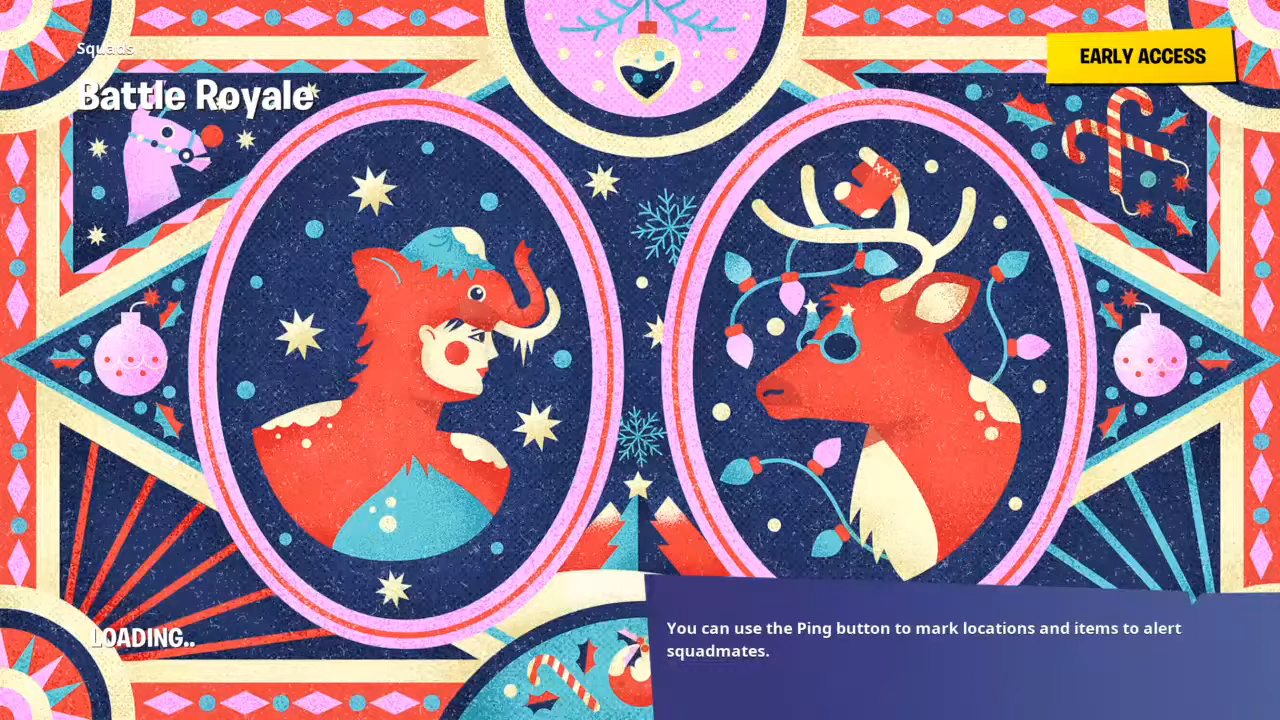 Squads
Battle Royale
EARLY ACCESS
LOADING..
You can use the Ping button to mark locations and items to alert
squadmates.